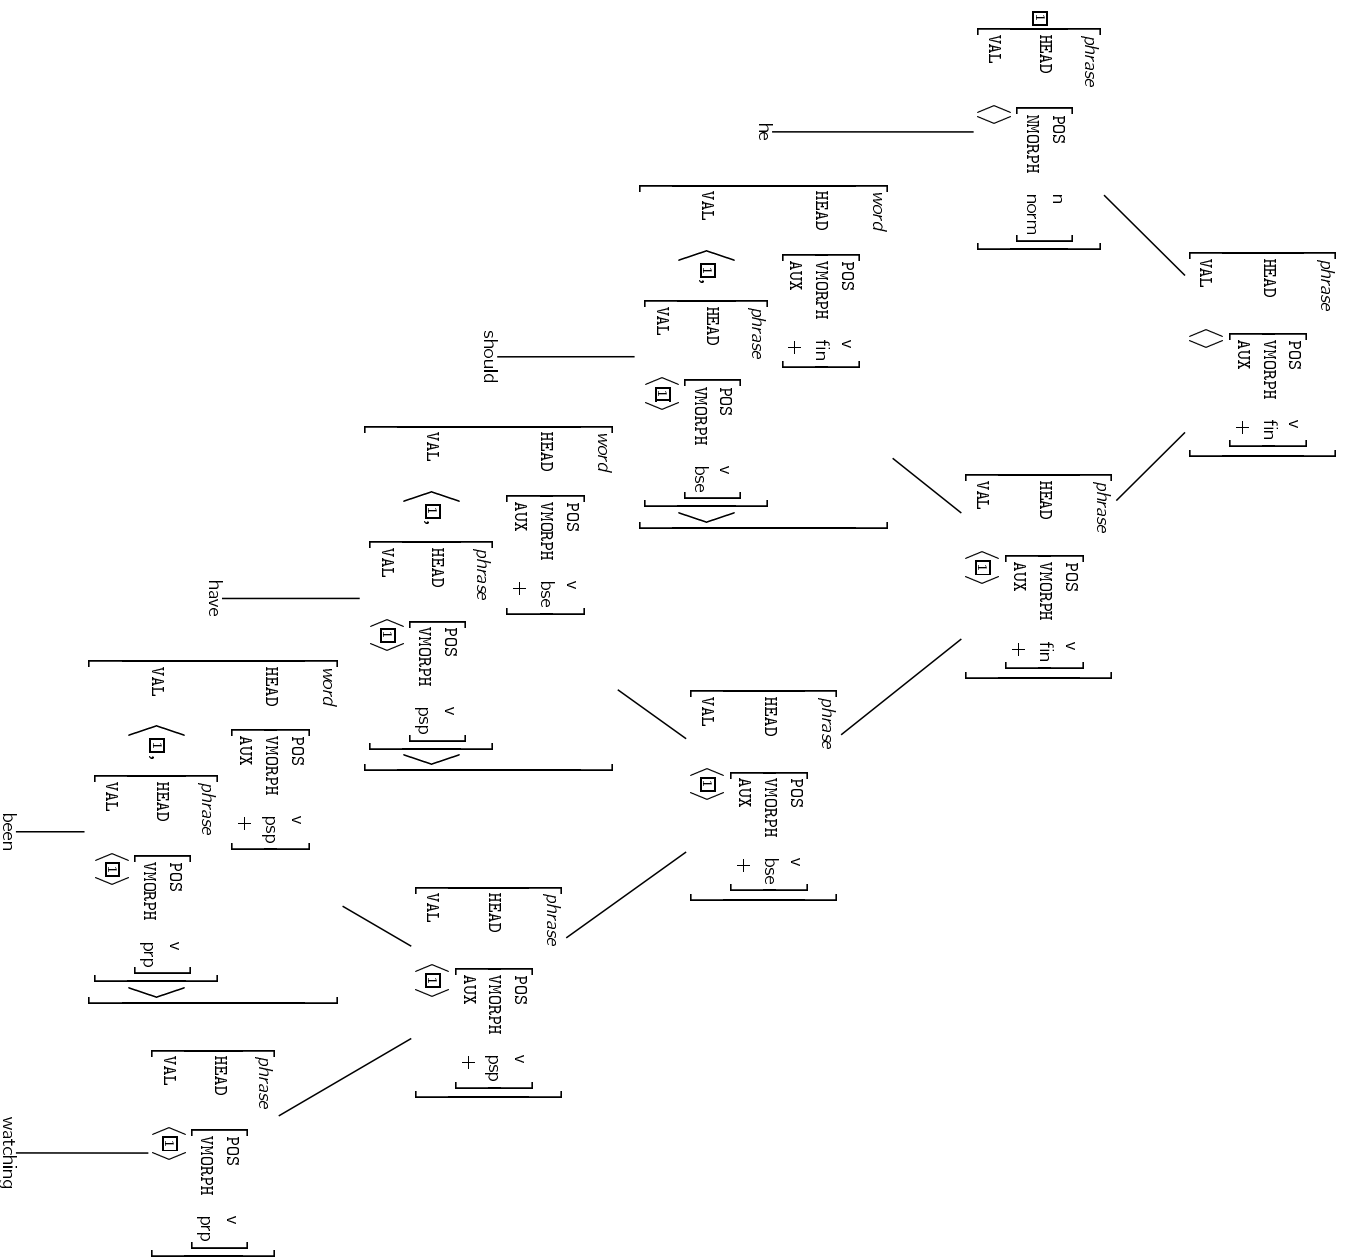 phrase
HEAD
POS v
VMORPH fin
AUX +
VAL ⟨⟩
1
phrase
HEAD
POS n
NMORPH norm
VAL ⟨⟩
he
phrase
HEAD
POS v
VMORPH fin
AUX +
VAL ⟨1⟩
word
HEAD
POS v
VMORPH fin
AUX +
VAL ⟨1,
phrase
HEAD
POS v
VMORPH bse
VAL ⟨1⟩
⟩
should
phrase
HEAD
POS v
VMORPH bse
AUX +
VAL ⟨1⟩
word
HEAD
POS v
VMORPH bse
AUX +
VAL ⟨1,
phrase
HEAD
POS v
VMORPH psp
VAL ⟨1⟩
⟩
have
phrase
HEAD
POS v
VMORPH psp
AUX +
VAL ⟨1⟩
word
HEAD
POS v
VMORPH psp
AUX +
VAL ⟨1,
phrase
HEAD
POS v
VMORPH prp
VAL ⟨1⟩
⟩
been
phrase
HEAD
POS v
VMORPH prp
VAL ⟨1⟩
watching